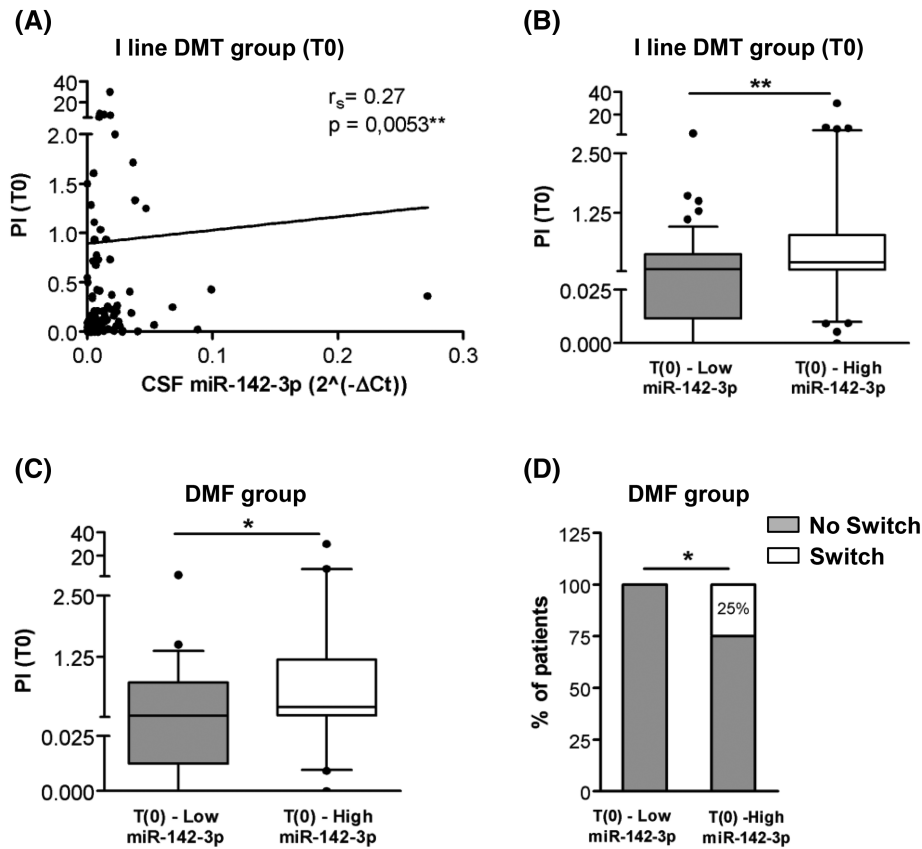 (A)
I line DMT group (T0)
rs= 0.27
p = 0,0053**
40
20
2.0
1.5
1.0
0.5
0.0
PI (T0)
0.0 0.1 0.2 0.3
CSF miR-142-3p (2^(-ΔCt))
(B)
I line DMT group (T0)
**
40
20
2.50
1.25
0.025
0.000
PI (T0)
T(0) - Low
miR-142-3p
T(0) - High
miR-142-3p
(C)
DMF group
*
40
20
2.50
1.25
0.025
0.000
PI (T0)
T(0) - Low
miR-142-3p
T(0) - High
miR-142-3p
(D)
DMF group
No Switch
Switch
*
125
100
75
50
25
0
% of patients
25%
T(0) - Low
miR-142-3p
T(0) -High
miR-142-3p